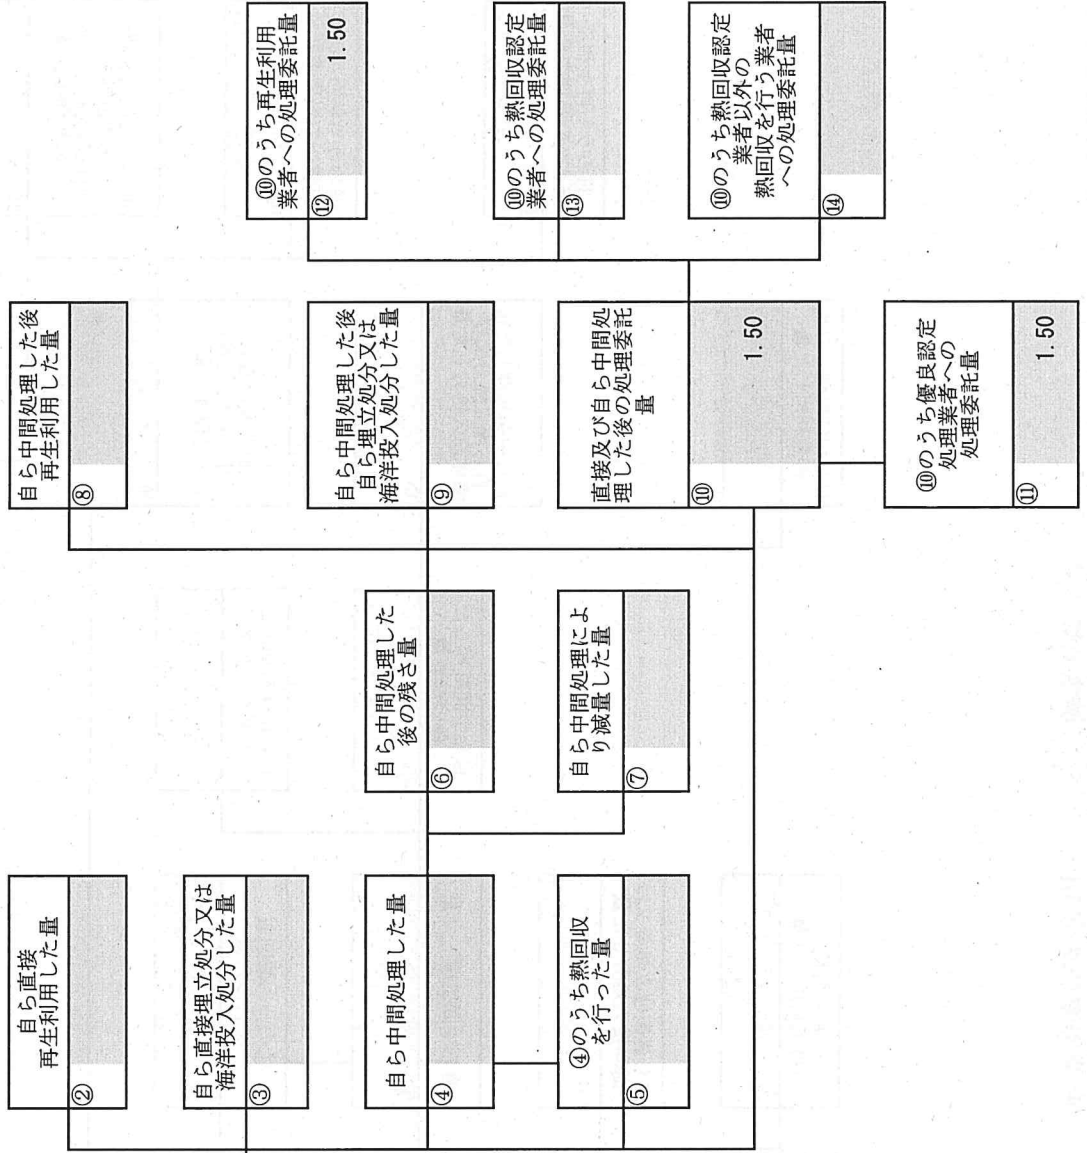 自ら直接
再生利用した量
②
自ら直接埋立処分又は
海洋投入処分した量
③
自ら中間処理した量
④
④のうち熱回収
を行った量
⑤
自ら中間処理した
後の残さ量
⑥
自ら中間処理によ
り減量した量
⑦
自ら中間処理した後
再生利用した量
⑧
自ら中間処理した後
自ら埋立処分又は
海洋投入処分した量
⑨
直接及び自ら中間処
理した後の処理委託
量
⑩
1.50
⑩のうち優良認定
処理業者への
処理委託量
⑪
1.50
⑩のうち再生利用
業者への処理委託量
⑫
1.50
⑩のうち熱回収認定
業者への処理委託量
⑬
⑩のうち熱回収認定
業者以外の
熱回収を行う業者
への処理委託量
⑭